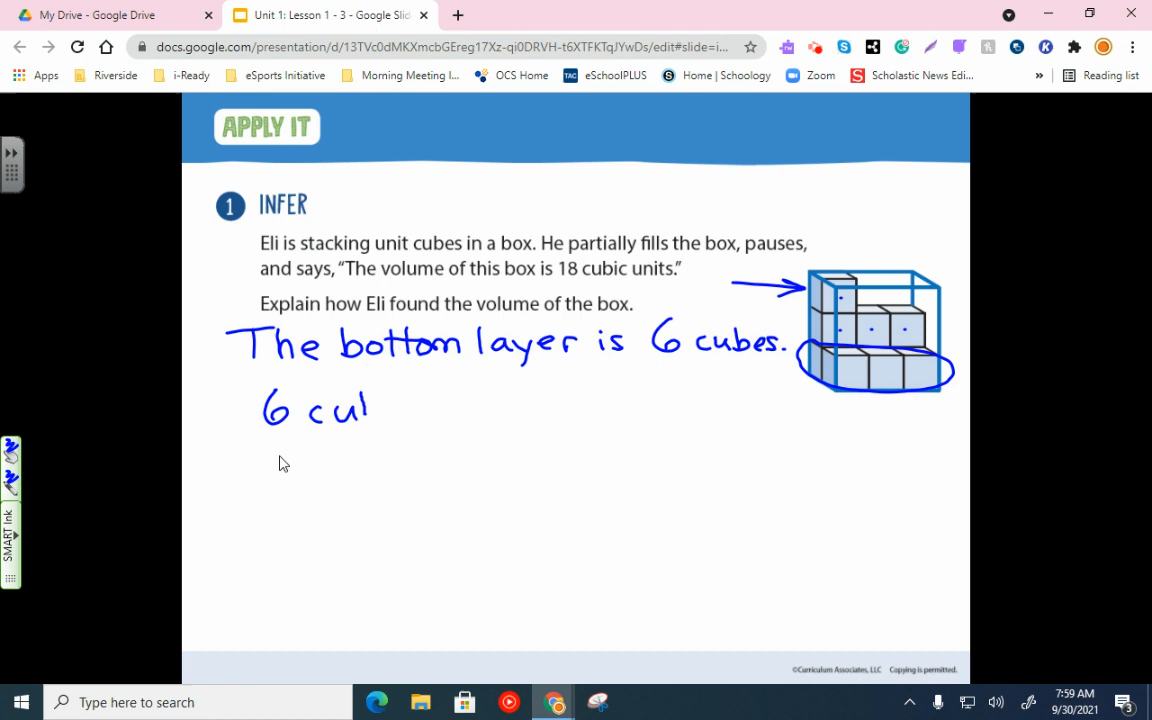 My Drive - Google Drive
Unit 1: Lesson 1 - 3 - Google Slid
docs.google.com/presentation/d/13TVc0dMKXmcbGEreg17Xz-qi0DRVH-t6XTFKTqJYwDs/edit#slide=i...
Apps Riverside i-Ready eSports Initiative Morning Meeting I... OCS Home TAC eSchoolPLUS S Home | Schoology Zoom S Scholastic News Edi... » Reading list
APPLY IT
1 INFER
Eli is stacking unit cubes in a box. He partially fills the box, pauses,
and says, “The volume of this box is 18 cubic units.”
Explain how Eli found the volume of the box.
The bottom layer is 6 cubes.
6 cul
SMART Ink
©Curriculum Associates, LLC Copying is permitted.
Type here to search
7:59 AM
9/30/2021
3